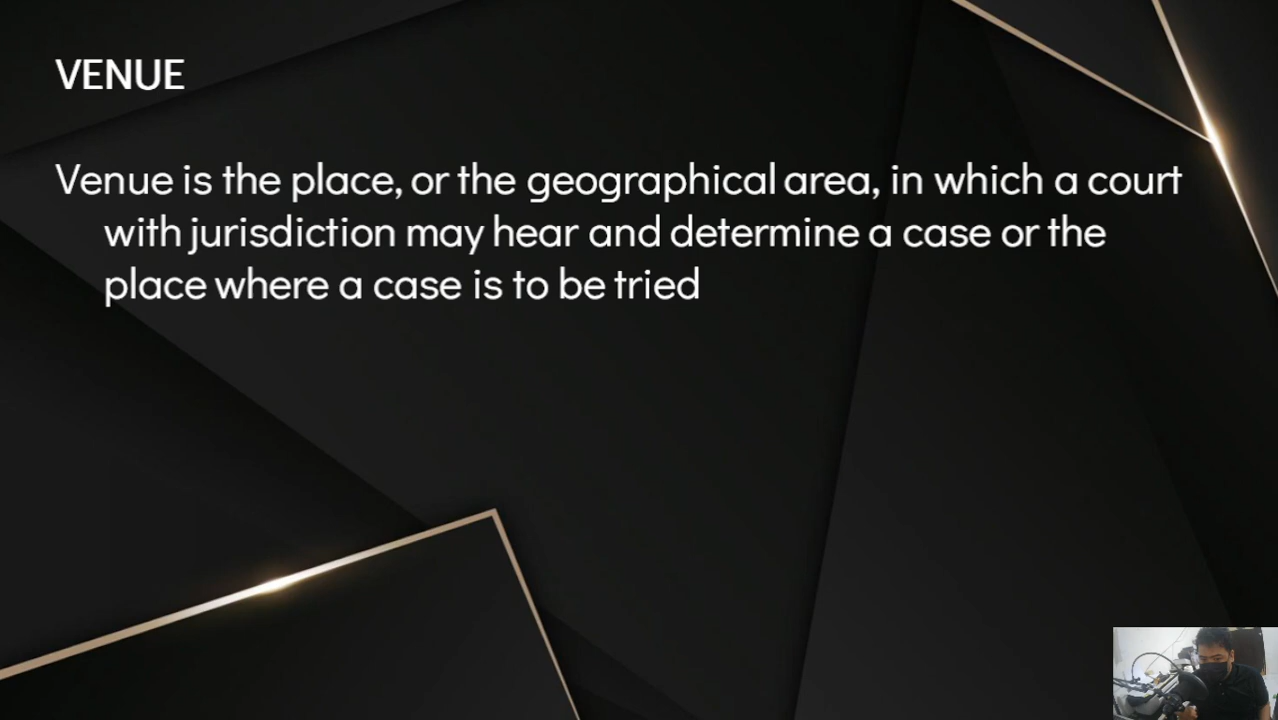 VENUE
Venue is the place, or the geographical area, in which a court
with jurisdiction may hear and determine a case or the
place where a case is to be tried